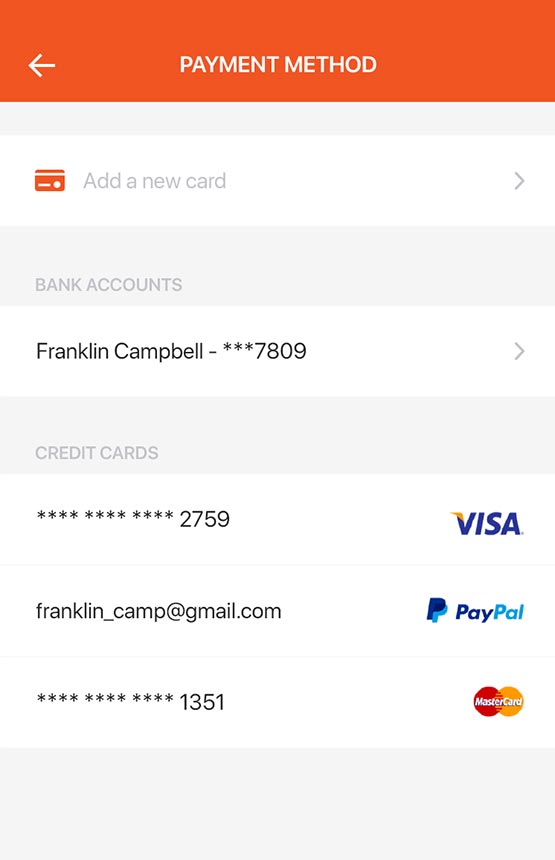 PAYMENT METHOD
Add a new card
BANK ACCOUNTS
Franklin Campbell - ***7809
CREDIT CARDS
**** **** **** 2759 VISA
franklin_camp@gmail.com PayPal
**** **** **** 1351 MasterCard